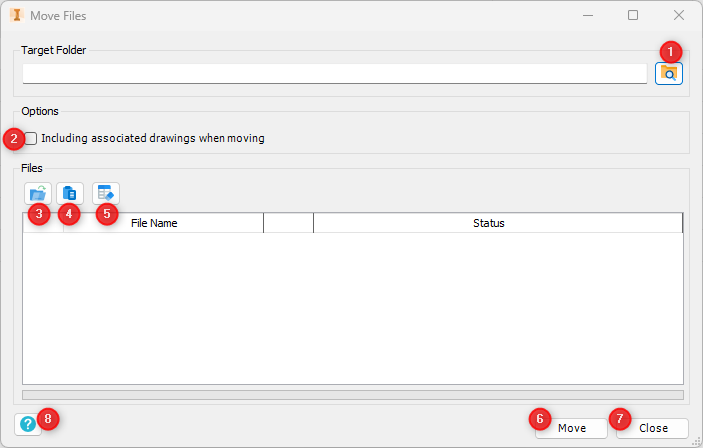 Move Files
Target Folder
1
Options
2 Including associated drawings when moving
Files
3 4 5
File Name Status
8 ? 6 Move 7 Close